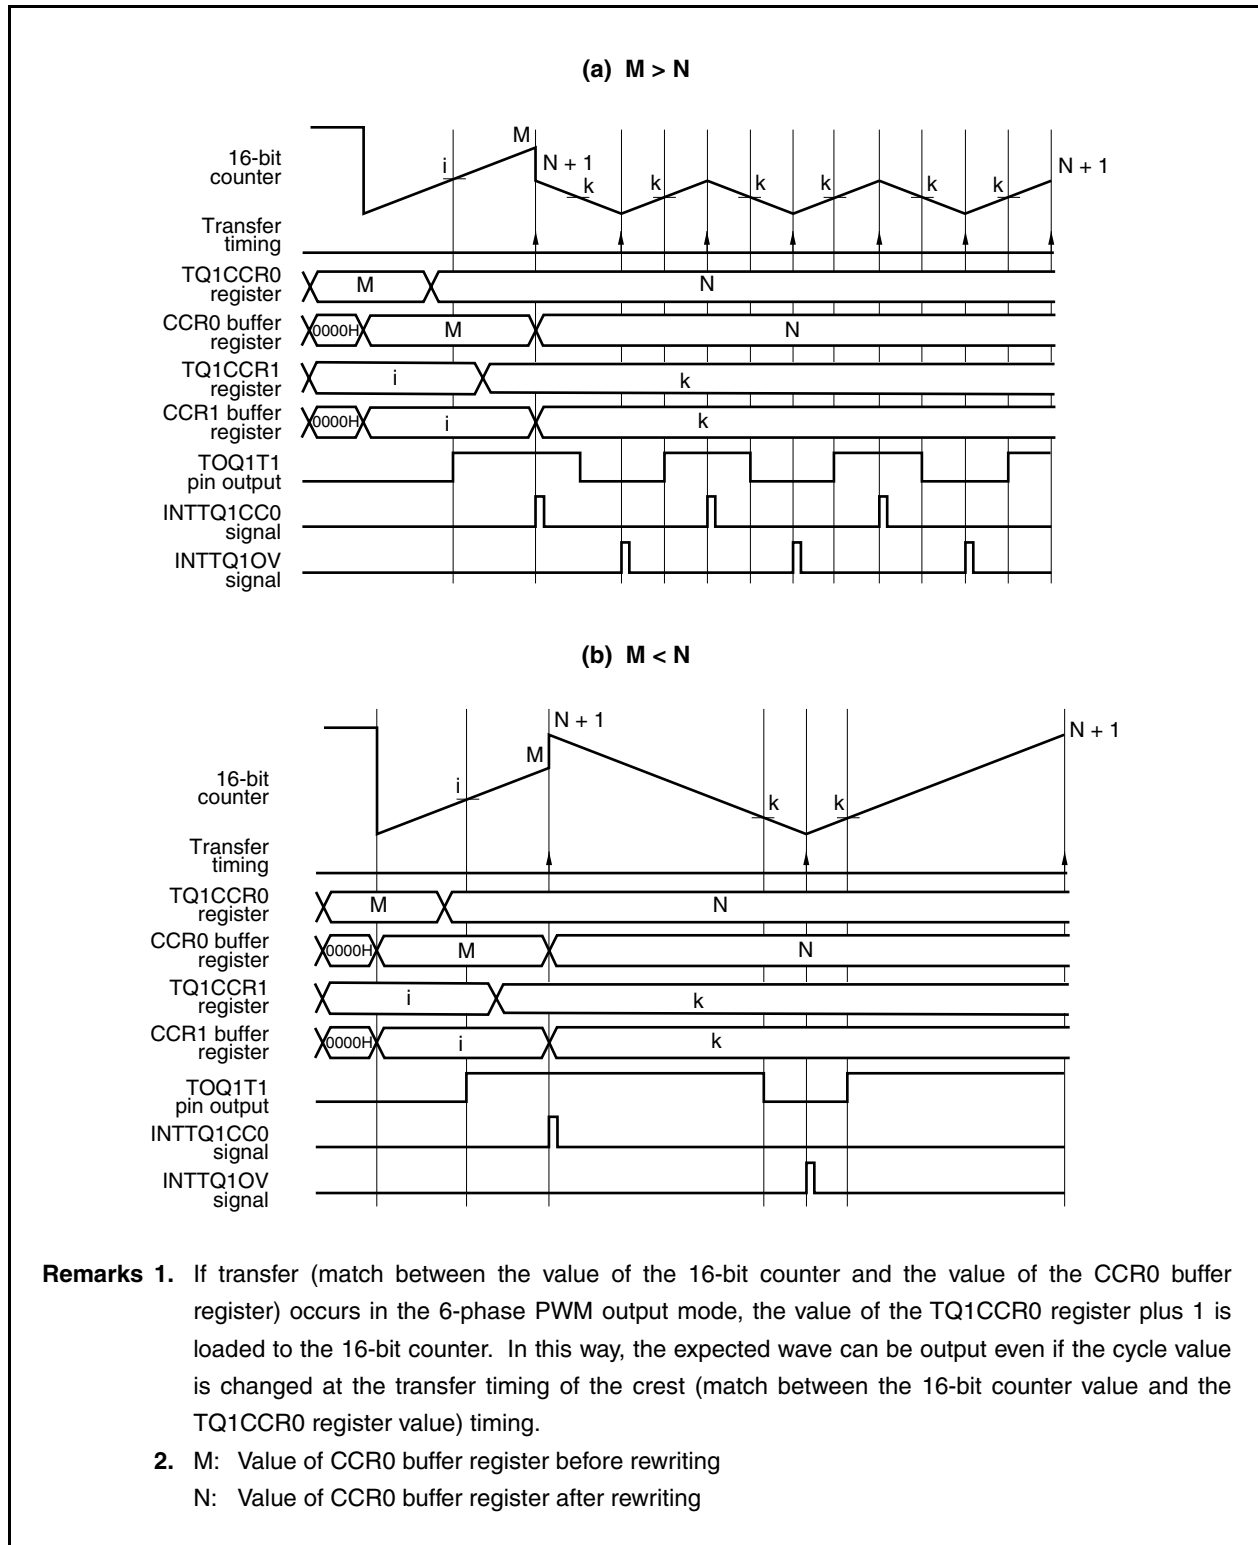 (a) M > N
M
N + 1
N + 1
i
k
k
k
k
k
k
16-bit
counter
Transfer
timing
TQ1CCR0
register
M
N
CCR0 buffer
register
0000H
M
N
TQ1CCR1
register
i
k
CCR1 buffer
register
0000H
i
k
TOQ1T1
pin output
INTTQ1CC0
signal
INTTQ1OV
signal
(b) M < N
N + 1
N + 1
M
i
k
k
16-bit
counter
Transfer
timing
TQ1CCR0
register
M
N
CCR0 buffer
register
0000H
M
N
TQ1CCR1
register
i
k
CCR1 buffer
register
0000H
i
k
TOQ1T1
pin output
INTTQ1CC0
signal
INTTQ1OV
signal
Remarks 1. If transfer (match between the value of the 16-bit counter and the value of the CCR0 buffer
register) occurs in the 6-phase PWM output mode, the value of the TQ1CCR0 register plus 1 is
loaded to the 16-bit counter. In this way, the expected wave can be output even if the cycle value
is changed at the transfer timing of the crest (match between the 16-bit counter value and the
TQ1CCR0 register value) timing.
2. M: Value of CCR0 buffer register before rewriting
N: Value of CCR0 buffer register after rewriting